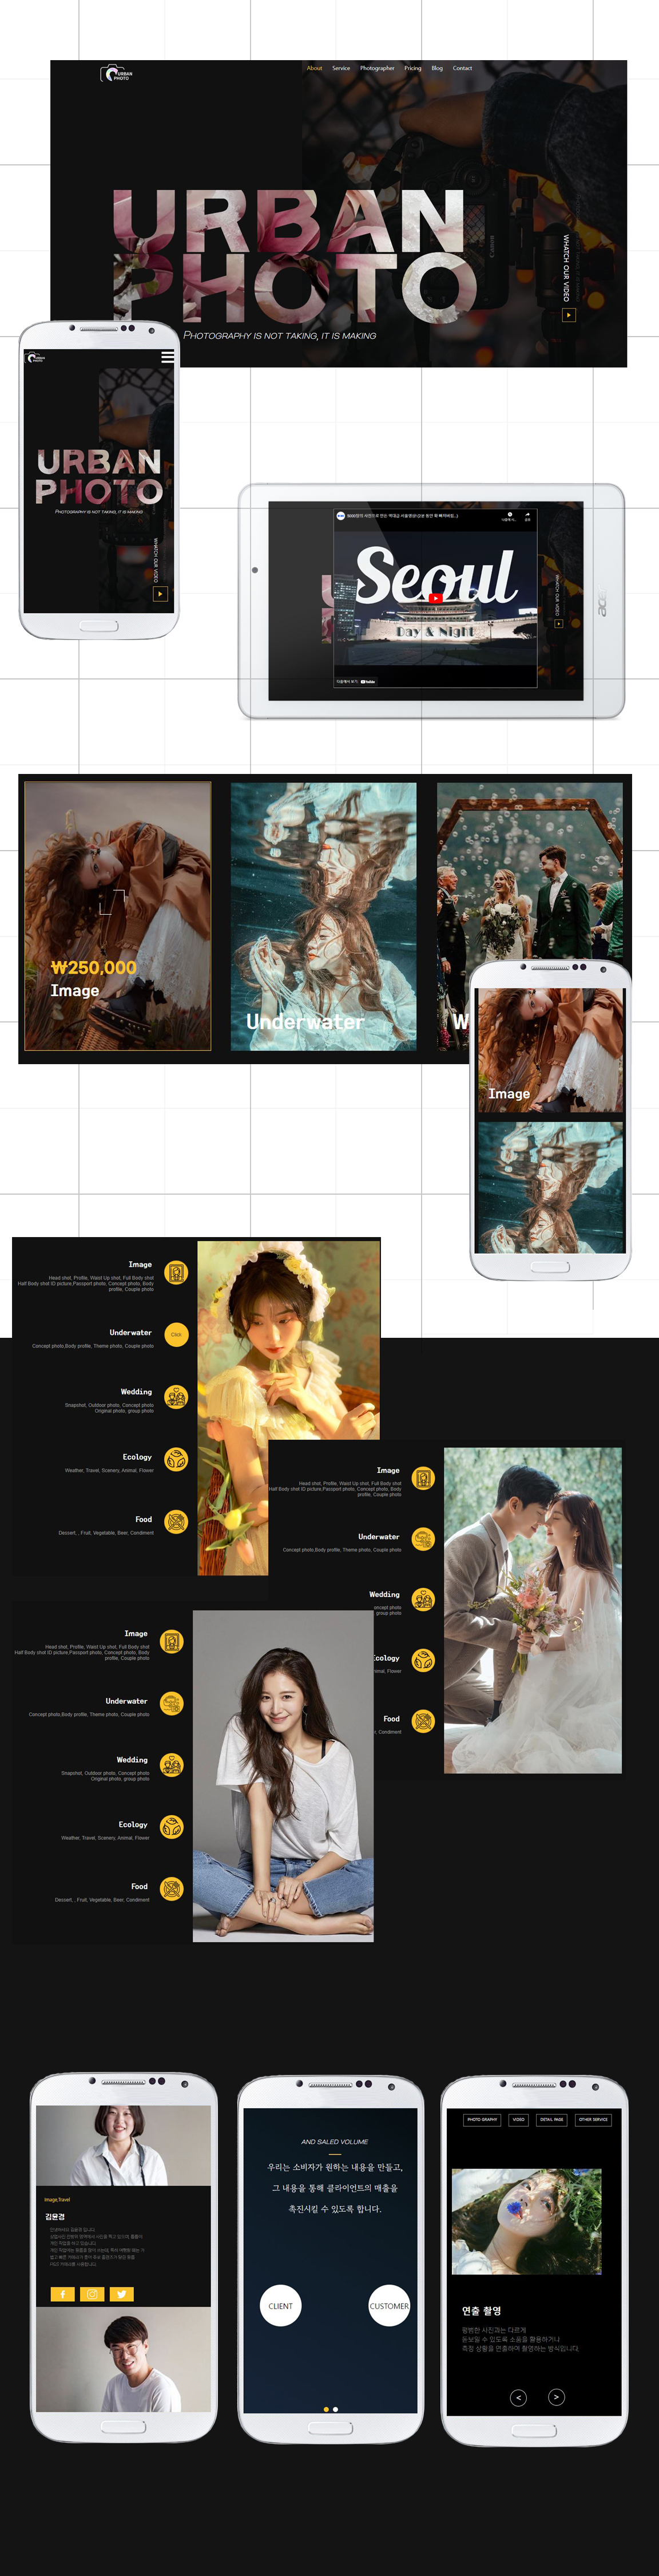 URBAN
PHOTO
About Service Photographer Pricing Blog Contact
URBAN
PHOTO
PHOTOGRAPHY IS NOT TAKING, IT IS MAKING
WHATCH OUR VIDEO
Canon
URBAN
PHOTO
URBAN
PHOTO
PHOTOGRAPHY IS NOT TAKING, IT IS MAKING
WHATCH OUR VIDEO
공유
Seoul
Day & Night
다음에서 보기: YouTube
WHATCH OUR VIDEO
acer
₩250,000
Image
Underwater
W
Image
Image
Head shot, Profile, Waist Up shot, Full Body shot
Half Body shot ID picture,Passport photo, Concept photo, Body
profile, Couple photo
Underwater
Concept photo,Body profile, Theme photo, Couple photo
Click
Wedding
Snapshot, Outdoor photo, Concept photo
Original photo, group photo
Ecology
Weather, Travel, Scenery, Animal, Flower
Food
Dessert, , Fruit, Vegetable, Beer, Condiment
Image
Head shot, Profile, Waist Up shot, Full Body shot
Half Body shot ID picture,Passport photo, Concept photo, Body
profile, Couple photo
Underwater
Concept photo,Body profile, Theme photo, Couple photo
Wedding
oncept photo
group photo
Ecology
nimal, Flower
Food
r, Condiment
Image
Head shot, Profile, Waist Up shot, Full Body shot
Half Body shot ID picture,Passport photo, Concept photo, Body
profile, Couple photo
Underwater
Concept photo,Body profile, Theme photo, Couple photo
Wedding
Snapshot, Outdoor photo, Concept photo
Original photo, group photo
Ecology
Weather, Travel, Scenery, Animal, Flower
Food
Dessert, , Fruit, Vegetable, Beer, Condiment
Image,Travel
김윤겸
AND SALED VOLUME
우리는 소비자가 원하는 내용을 만들고,
그 내용을 통해 클라이언트의 매출을
촉진시킬 수 있도록 합니다.
CLIENT
CUSTOMER
PHOTO GRAPHY VIDEO DETAIL PAGE OTHER SERVICE
연출 촬영
평범한 사진과는 다르게
돋보일 수 있도록 소품을 활용하거나
측정 상황을 연출하여 촬영하는 방식입니다.
< >